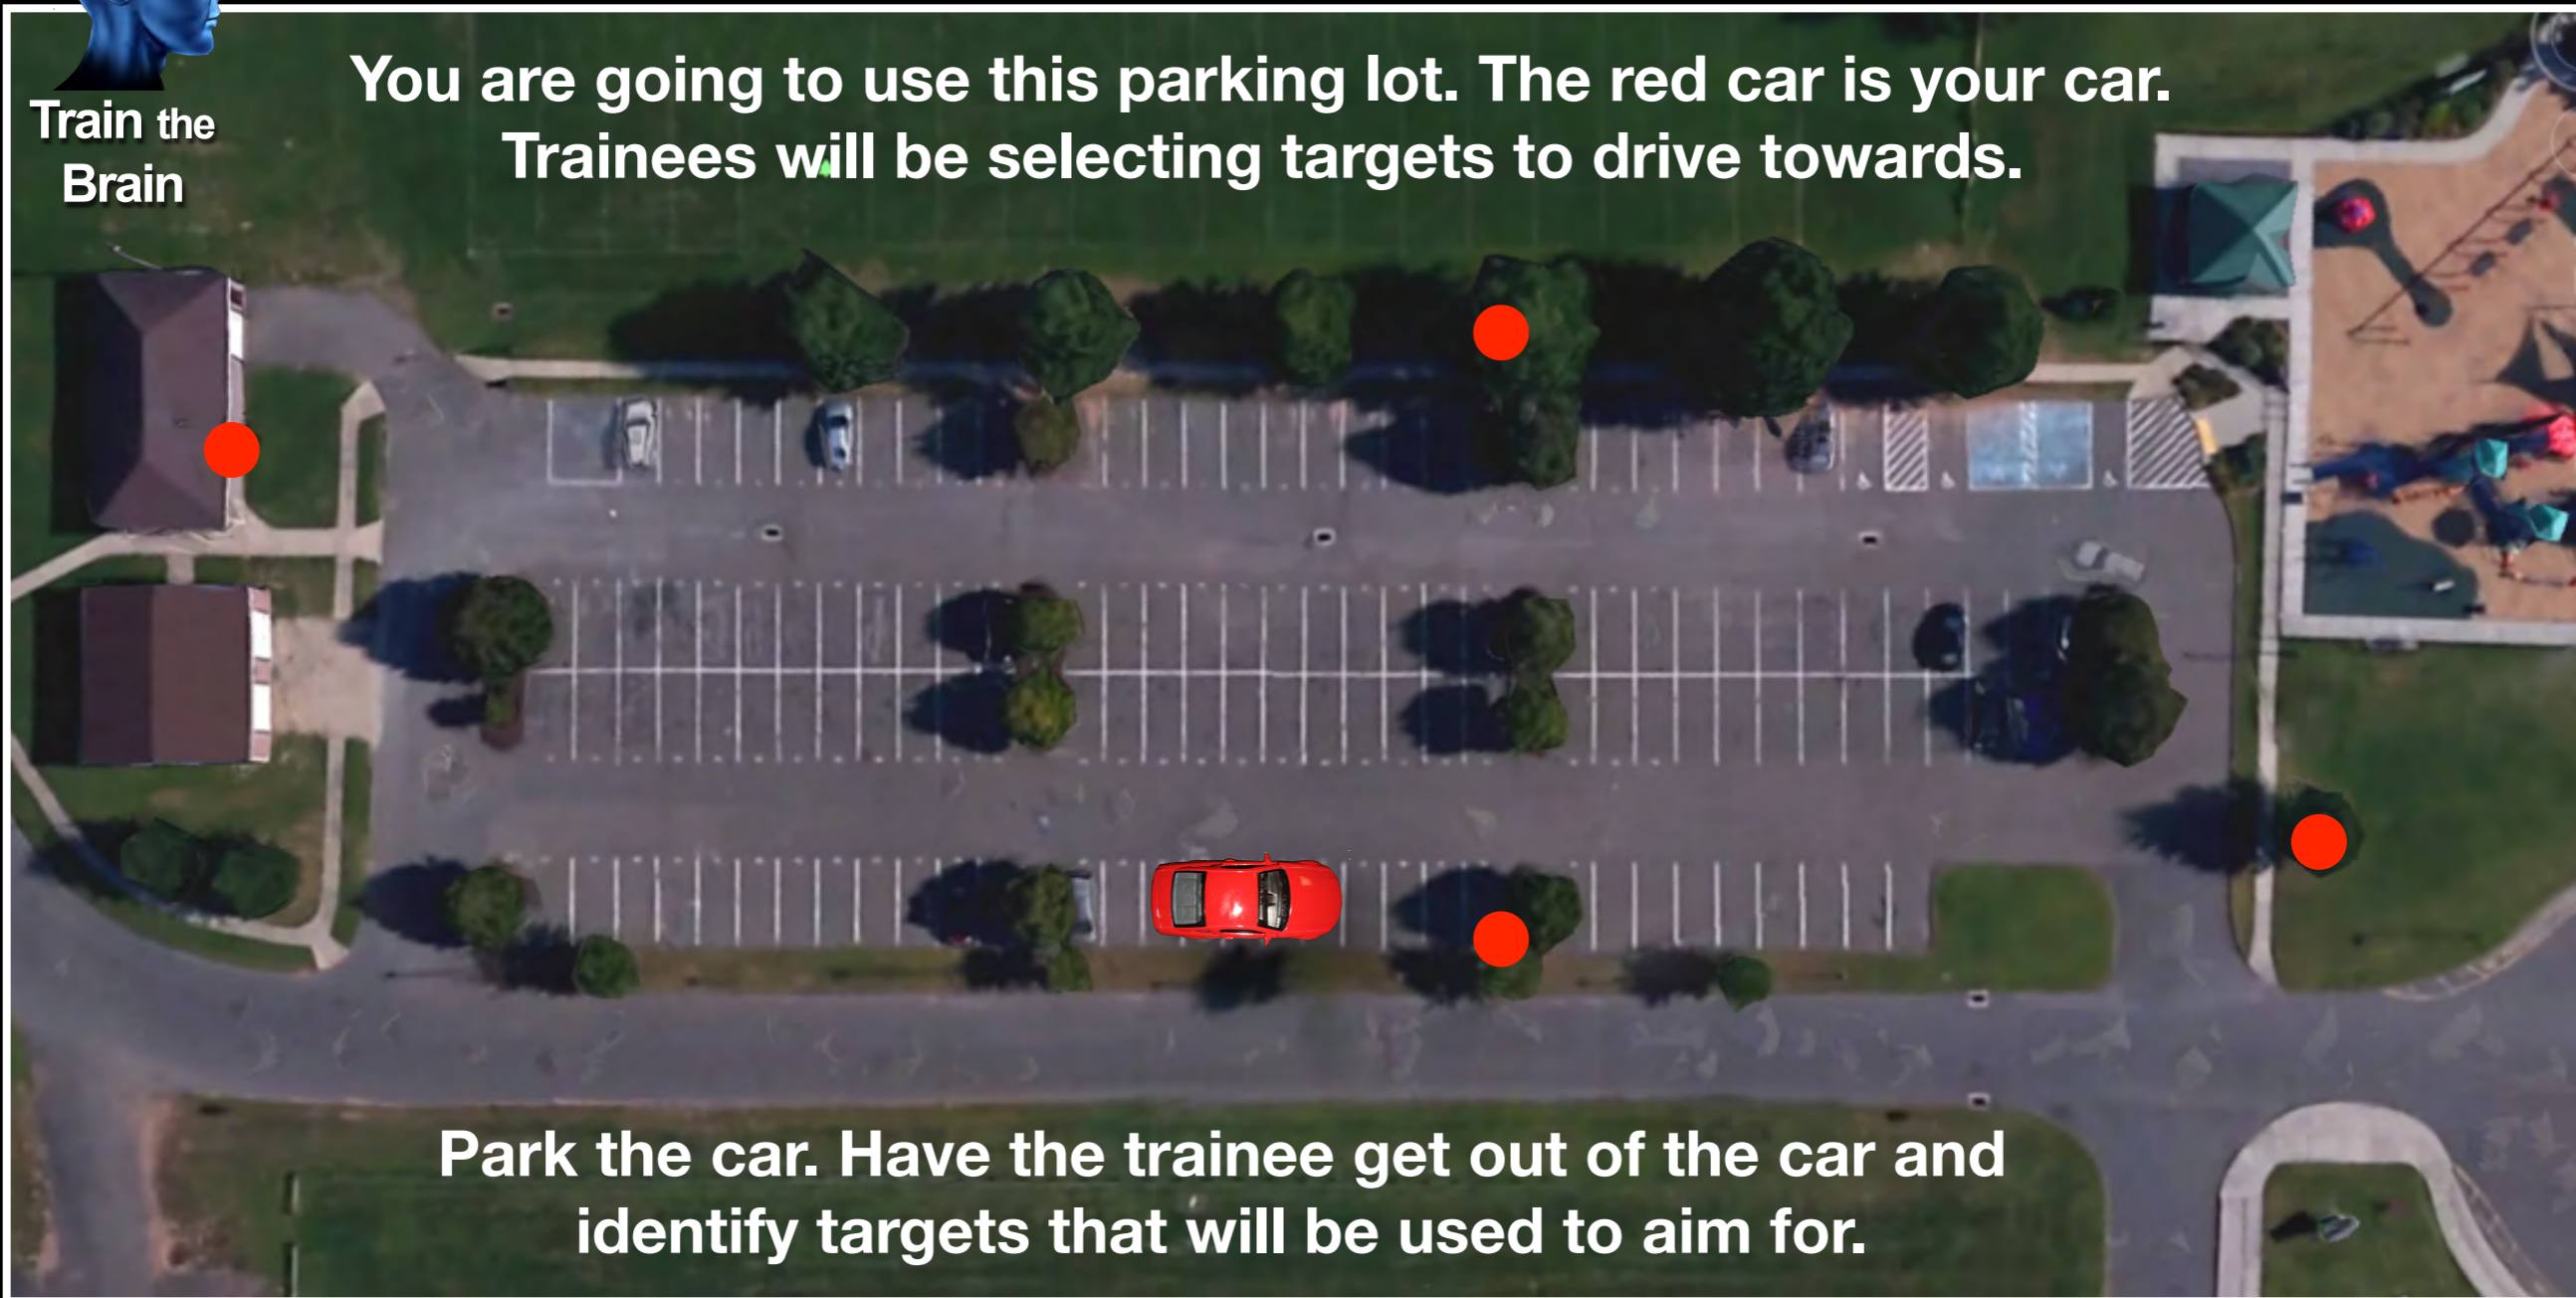 You are going to use this parking lot. The red car is your car.
Trainees will be selecting targets to drive towards.
Train the
Brain
Park the car. Have the trainee get out of the car and
identify targets that will be used to aim for.